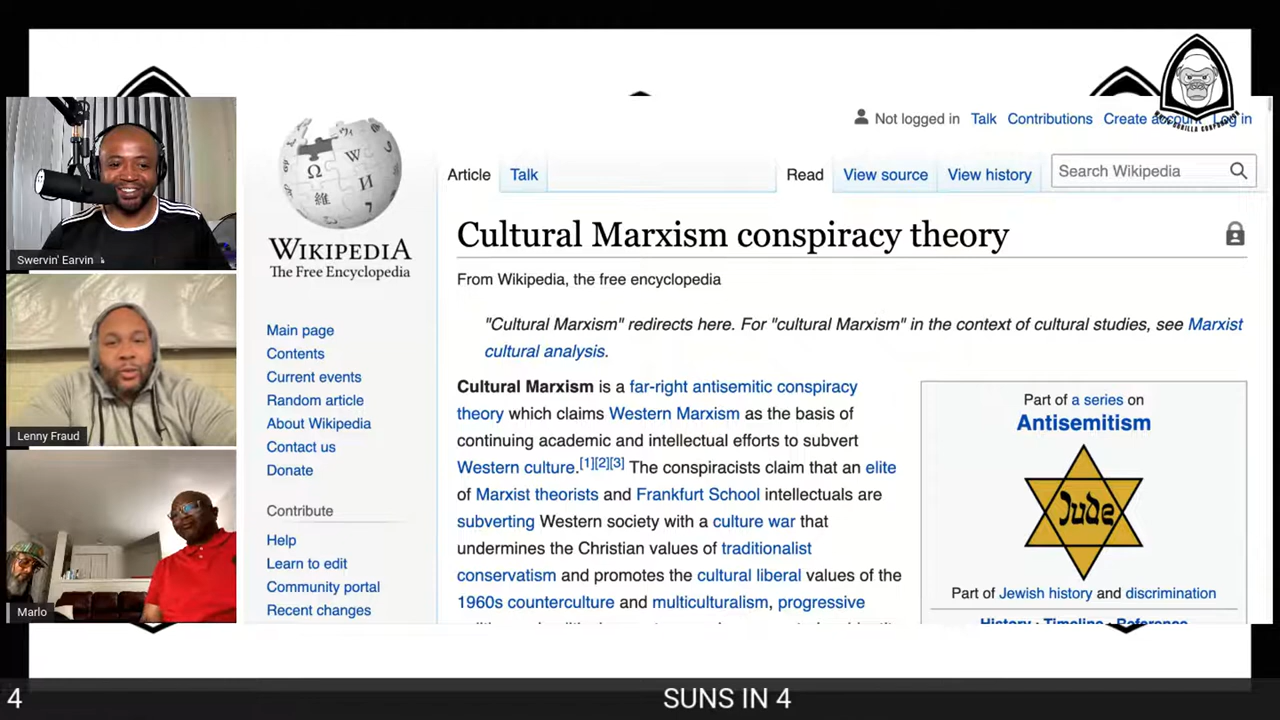 GORILLA CORPORATION
Not logged in Talk Contributions Create account Log in
Article Talk Read View source View history Search Wikipedia
Swervin' Earvin
WIKIPEDIA
The Free Encyclopedia
Cultural Marxism conspiracy theory
From Wikipedia, the free encyclopedia
"Cultural Marxism" redirects here. For "cultural Marxism" in the context of cultural studies, see Marxist
cultural analysis.
Main page
Contents
Current events
Random article
About Wikipedia
Contact us
Donate
Contribute
Help
Learn to edit
Community portal
Recent changes
Lenny Fraud
Marlo
Cultural Marxism is a far-right antisemitic conspiracy
theory which claims Western Marxism as the basis of
continuing academic and intellectual efforts to subvert
Western culture.[1][2][3] The conspiracists claim that an elite
of Marxist theorists and Frankfurt School intellectuals are
subverting Western society with a culture war that
undermines the Christian values of traditionalist
conservatism and promotes the cultural liberal values of the
1960s counterculture and multiculturalism, progressive
Part of a series on
Antisemitism
Jude
Part of Jewish history and discrimination
History · Timeline · Reference
4 SUNS IN 4